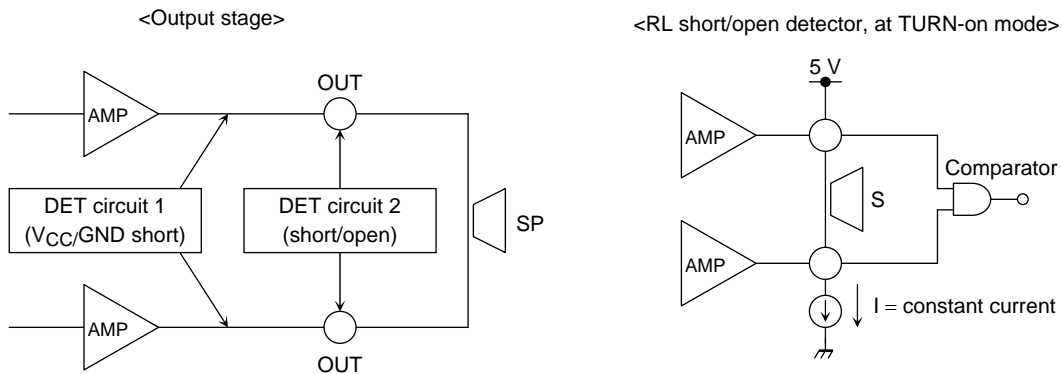 <Output stage>
AMP
OUT
DET circuit 1
(VCC/GND short)
DET circuit 2
(short/open)
SP
AMP
OUT
<RL short/open detector, at TURN-on mode>
5 V
AMP
Comparator
S
AMP
I = constant current